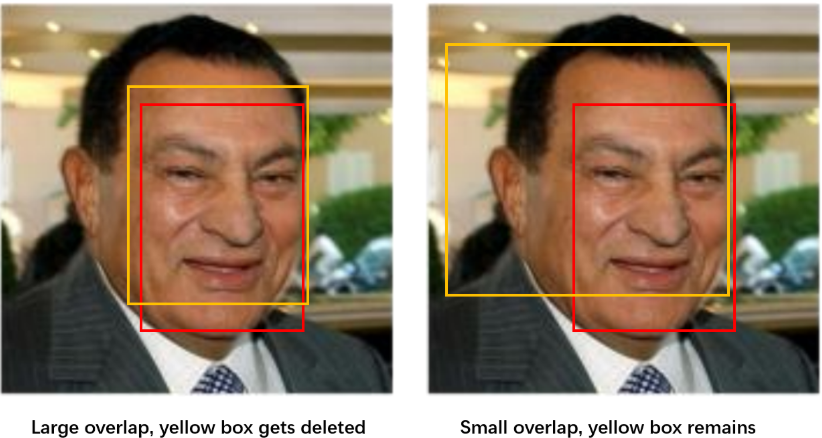 Large overlap, yellow box gets deleted
Small overlap, yellow box remains